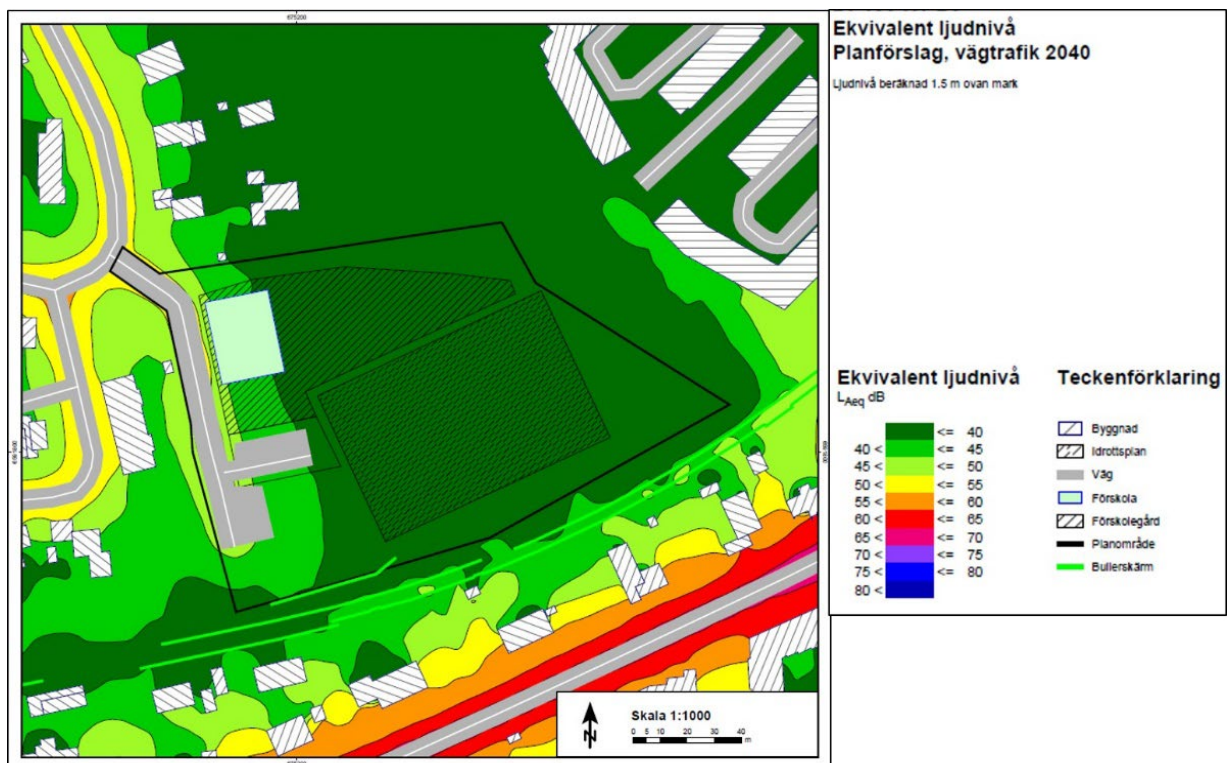 675200
Ekvivalent ljudnivå
Planförslag, vägtrafik 2040
Ljudnivå beräknad 1.5 m ovan mark
Ekvivalent ljudnivå
LAeq dB
<= 40
40 < <= 45
45 < <= 50
50 < <= 55
55 < <= 60
60 < <= 65
65 < <= 70
70 < <= 75
75 < <= 80
80 <
Teckenförklaring
Byggnad
Idrottsplan
Väg
Förskola
Förskolegård
Planområde
Bullerskärm
N
Skala 1:1000
0 5 10 20 30 40
m